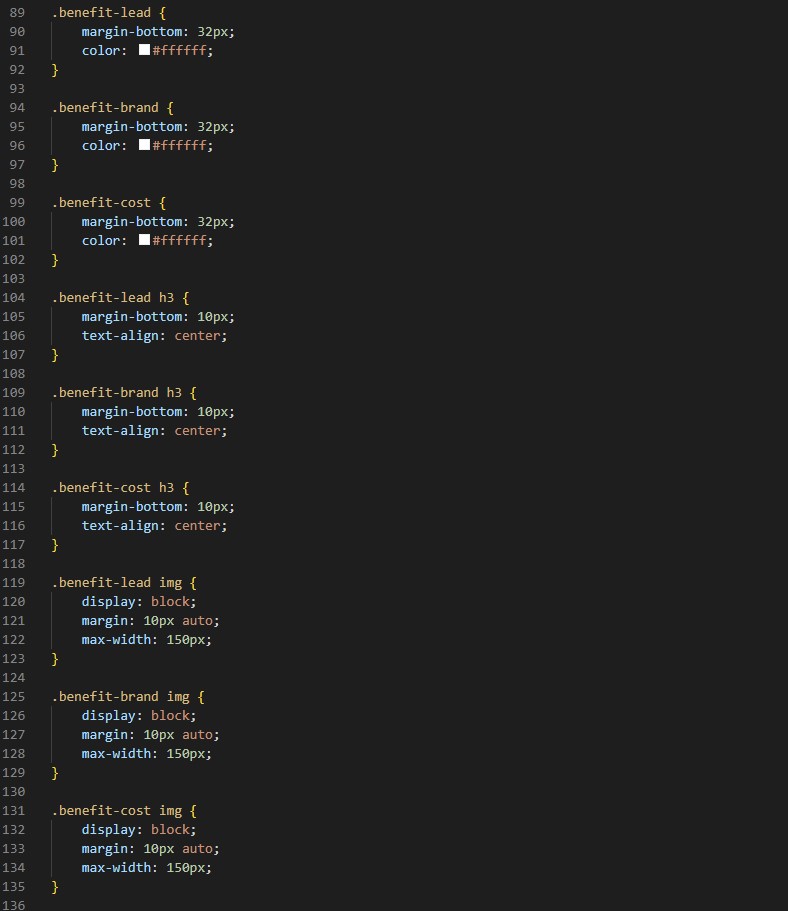 89 .benefit-lead {
90     margin-bottom: 32px;
91     color: #ffffff;
92 }
93
94 .benefit-brand {
95     margin-bottom: 32px;
96     color: #ffffff;
97 }
98
99 .benefit-cost {
100     margin-bottom: 32px;
101     color: #ffffff;
102 }
103
104 .benefit-lead h3 {
105     margin-bottom: 10px;
106     text-align: center;
107 }
108
109 .benefit-brand h3 {
110     margin-bottom: 10px;
111     text-align: center;
112 }
113
114 .benefit-cost h3 {
115     margin-bottom: 10px;
116     text-align: center;
117 }
118
119 .benefit-lead img {
120     display: block;
121     margin: 10px auto;
122     max-width: 150px;
123 }
124
125 .benefit-brand img {
126     display: block;
127     margin: 10px auto;
128     max-width: 150px;
129 }
130
131 .benefit-cost img {
132     display: block;
133     margin: 10px auto;
134     max-width: 150px;
135 }
136